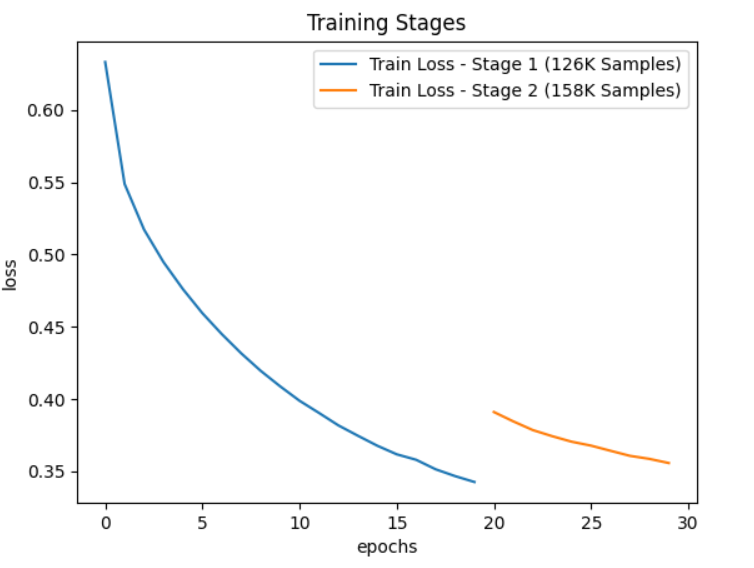 Training Stages
Train Loss - Stage 1 (126K Samples)
Train Loss - Stage 2 (158K Samples)
0.60
0.55
0.50
0.45
0.40
0.35
loss
0 5 10 15 20 25 30
epochs